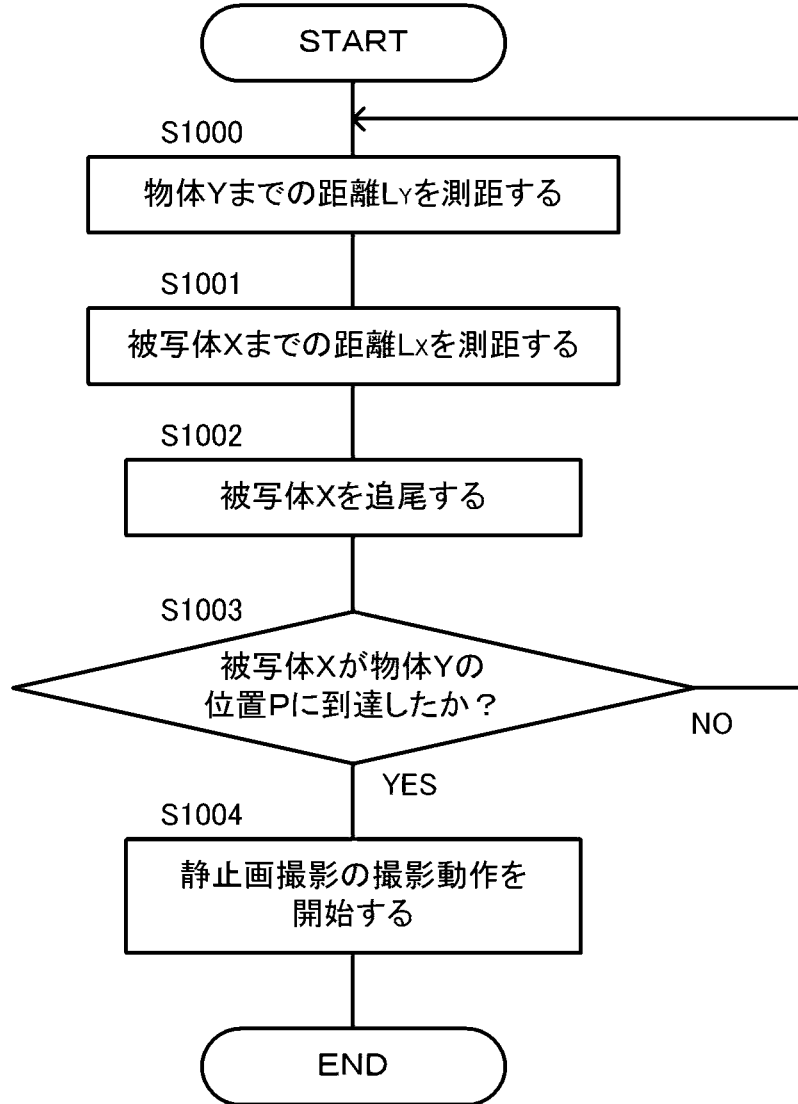 START
S1000
物体Yまでの距離LYを測距する
S1001
被写体Xまでの距離LXを測距する
S1002
被写体Xを追尾する
S1003
被写体Xが物体Yの
位置Pに到達したか?
NO
YES
S1004
静止画撮影の撮影動作を
開始する
END